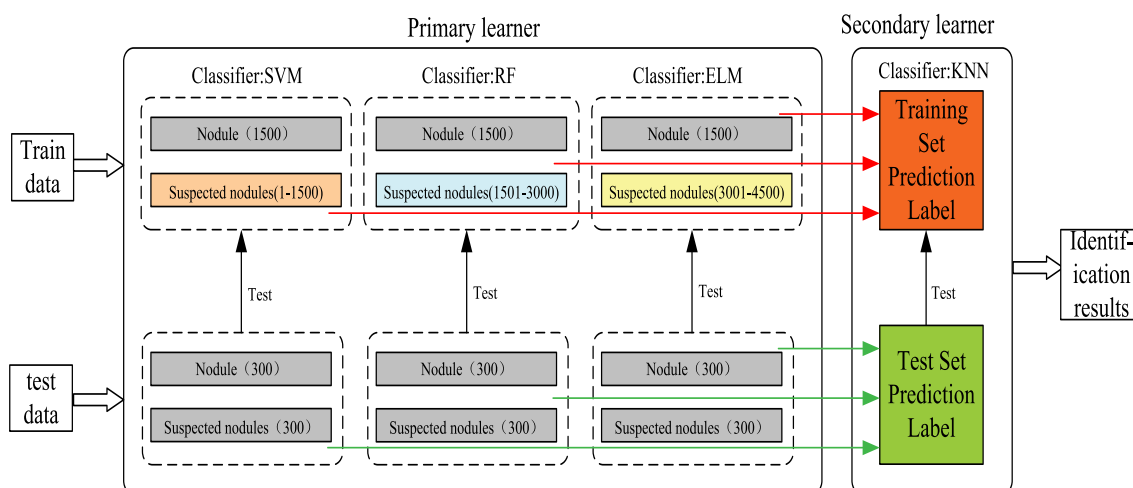 Primary learner
Secondary learner
Classifier:SVM
Classifier:RF
Classifier:ELM
Classifier:KNN
Train
data
Nodule（1500）
Nodule（1500）
Nodule（1500）
Suspected nodules(1-1500)
Suspected nodules(1501-3000)
Suspected nodules(3001-4500)
Training
Set
Prediction
Label
Test
Test
Test
Test
Identif-
ication
results
test
data
Nodule（300）
Nodule（300）
Nodule（300）
Suspected nodules（300）
Suspected nodules（300）
Suspected nodules（300）
Test Set
Prediction
Label